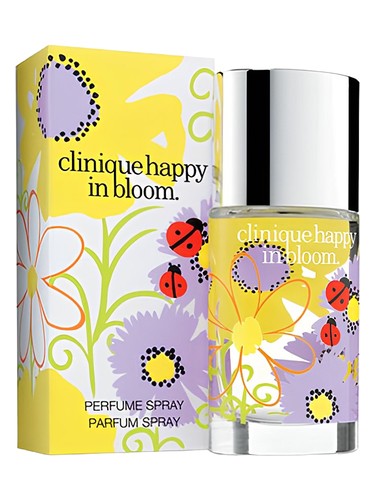 clinique happy
in bloom.
PERFUME SPRAY
PARFUM SPRAY
clinique happy
in bloom.